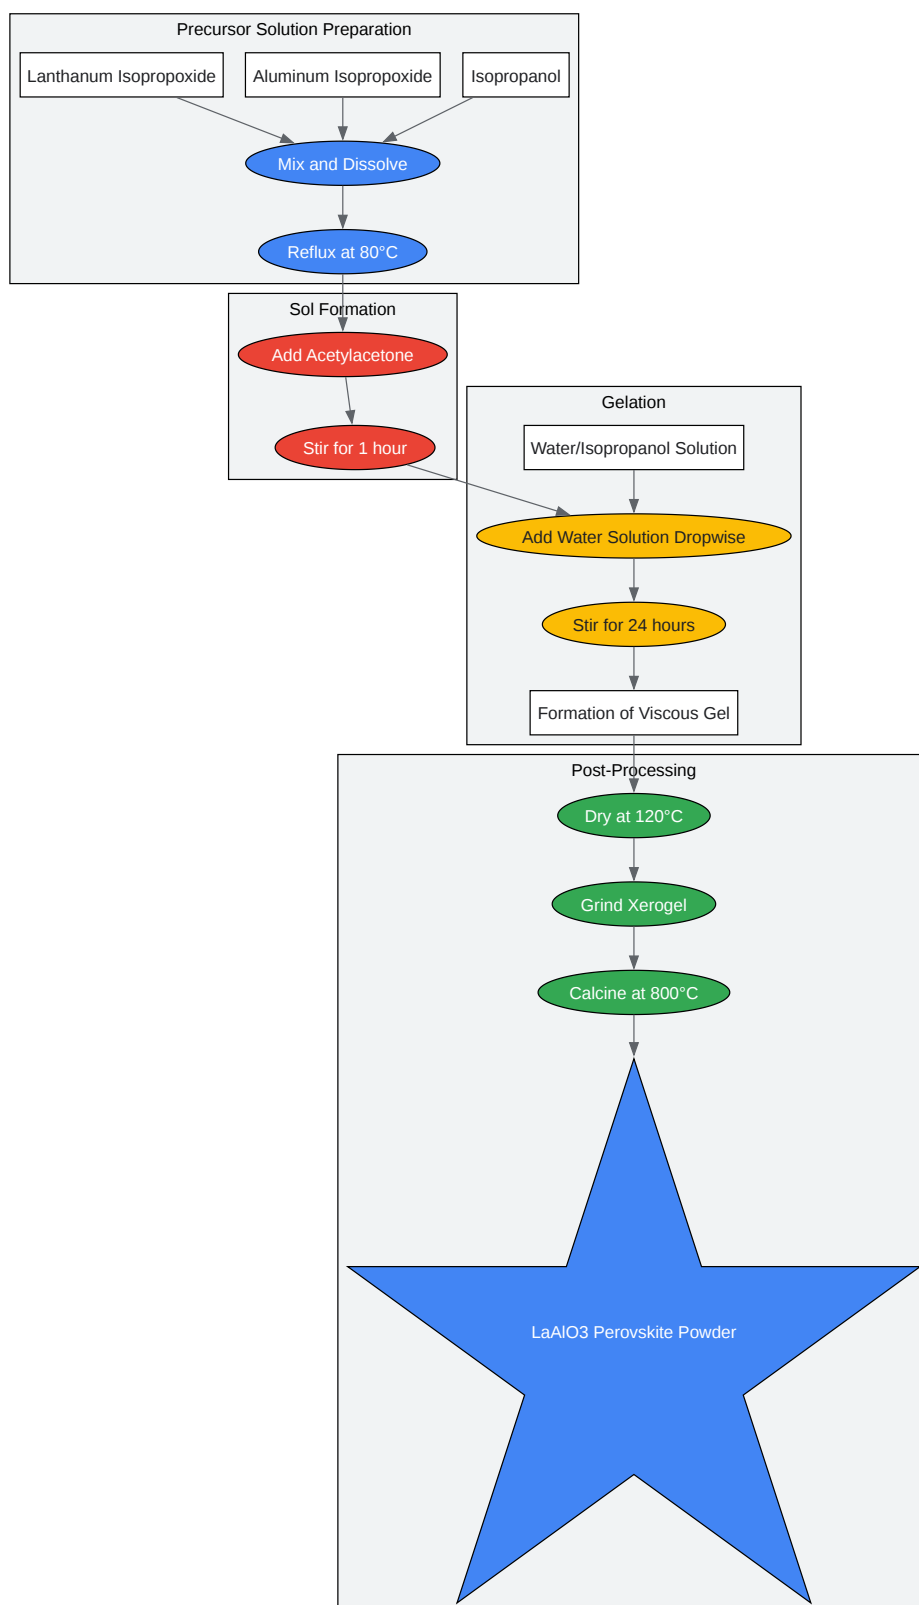 Precursor Solution Preparation
Lanthanum Isopropoxide
Aluminum Isopropoxide
Isopropanol
Mix and Dissolve
Reflux at 80°C
Sol Formation
Add Acetylacetone
Stir for 1 hour
Gelation
Water/Isopropanol Solution
Add Water Solution Dropwise
Stir for 24 hours
Formation of Viscous Gel
Post-Processing
Dry at 120°C
Grind Xerogel
Calcine at 800°C
LaAlO3 Perovskite Powder